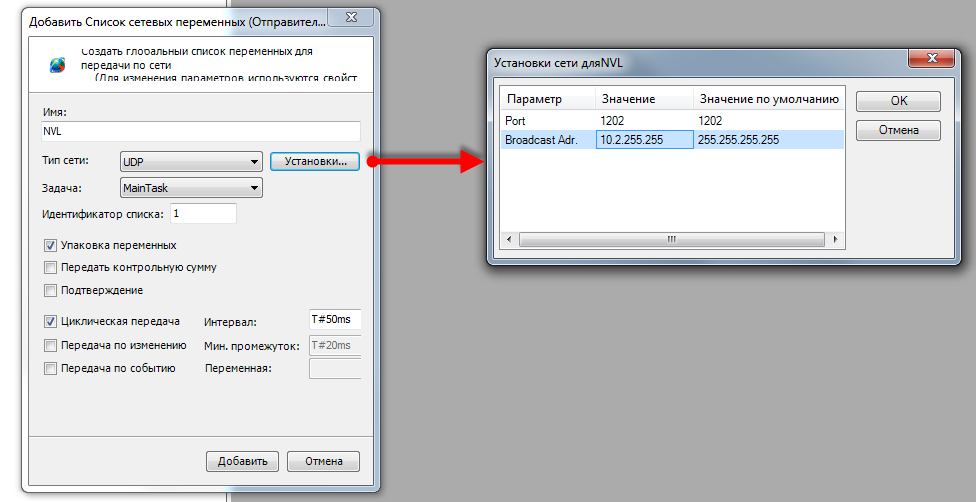 Добавить Список сетевых переменных (Отправител...
Создать глобальный список переменных для
передачи по сети
(Для изменения параметров используются свойст
Имя:
NVL
Тип сети: UDP Установки...
Задача: MainTask
Идентификатор списка: 1
Упаковка переменных
Передать контрольную сумму
Подтверждение
Циклическая передача Интервал: T#50ms
Передача по изменению Мин. промежуток: T#20ms
Передача по событию Переменная:
Добавить Отмена
Установки сети дляNVL
Параметр Значение Значение по умолчанию
Port 1202 1202
Broadcast Adr. 10.2.255.255 255.255.255.255
OK
Отмена